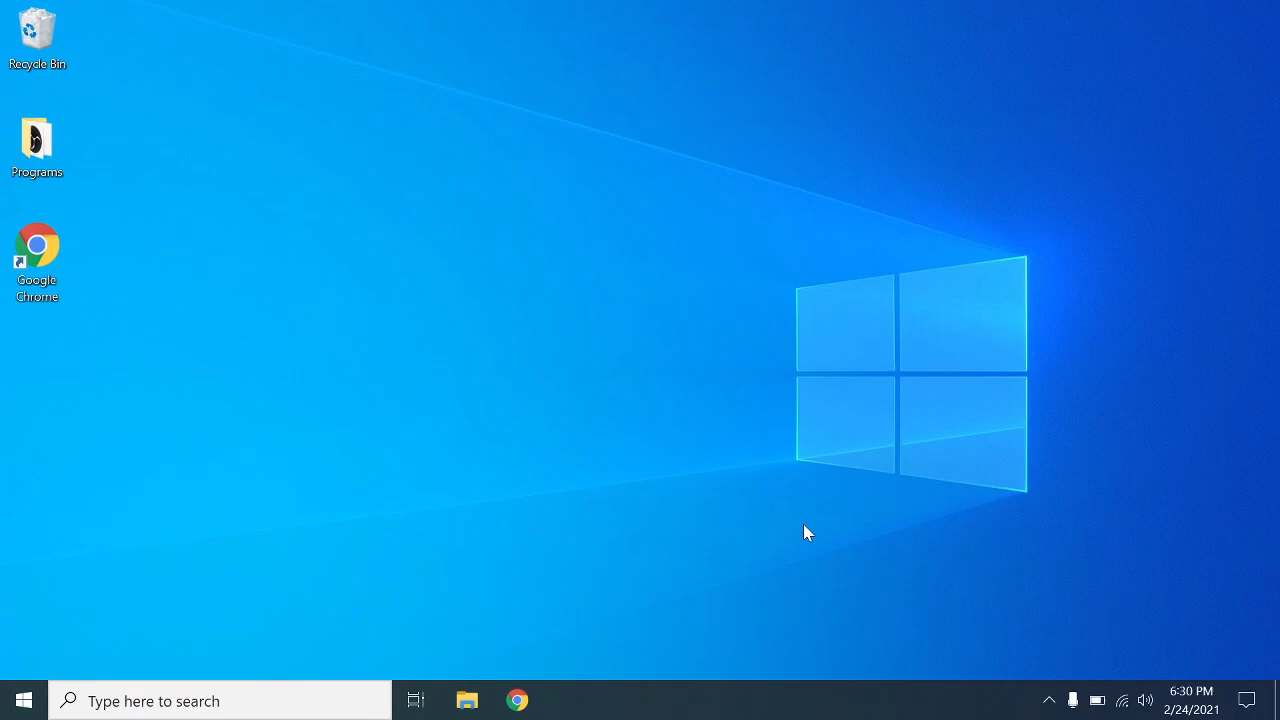 Recycle Bin
Programs
Google
Chrome
Type here to search
6:30 PM
2/24/2021